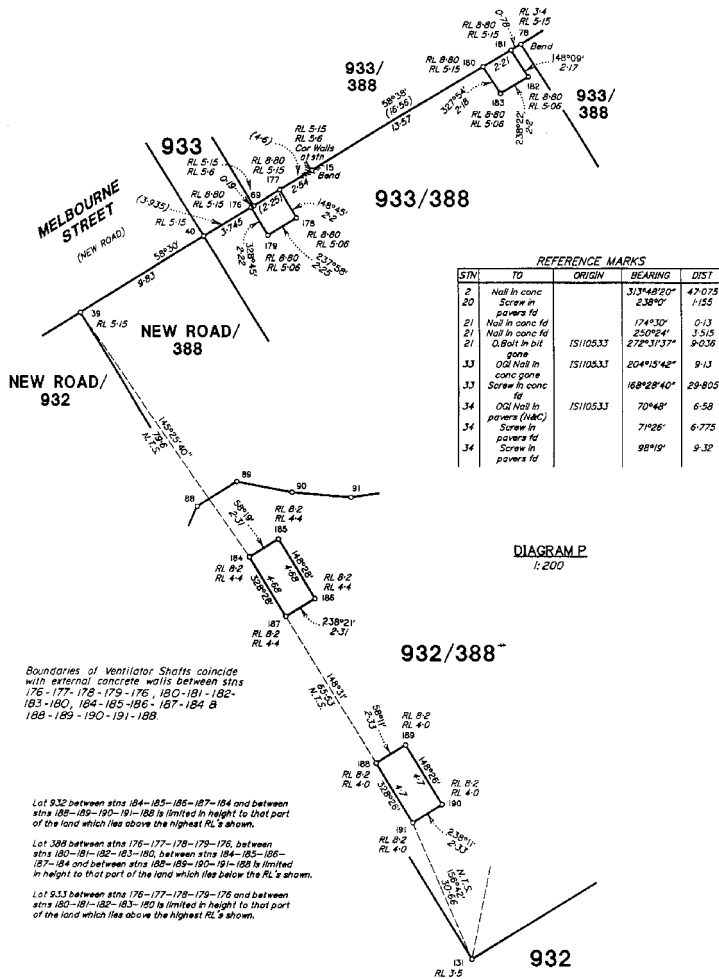 RL 3·4
RL 5·15
0·78
78
RL 8·80
RL 5·15
181
Bend
180
2·21
148°09'
2·17
933/
388
58°38'
(16·56)
13·57
327°54'
2·18
182
183
RL 8·80
RL 5·06
RL 8·80
RL 5·06
238°22'
2·2
933/
388
(4·6)
RL 5·15
RL 5·6
Cor Walls
at stn
15
Bend
933
RL 5·15
RL 5·6
RL 8·80
RL 5·15
177
2·54
933/388
0·19
69
RL 8·80
RL 5·15
176
(2·25)
148°45'
2·2
178
RL 8·80
RL 5·06
(3·935)
MELBOURNE
STREET
(NEW ROAD)
RL 5·15
40
3·745
179
328°45'
2·22
RL 8·80
RL 5·06
237°58'
2·25
58°30'
9·83
39
RL 5·15
NEW ROAD/
388
NEW ROAD/
932
145°25'40"
79·6
N.T.S.
REFERENCE MARKS
STN TO ORIGIN BEARING DIST
2 Nail in conc 313°48'20" 47·075
20 Screw in pavers fd 238°0' 1·155
21 Nail in conc fd 174°30' 0·13
21 Nail in conc fd 250°24' 3·515
21 O.Bolt in bit gone IS110533 272°31'37" 9·036
33 OGI Nail in conc gone IS110533 204°15'42" 9·13
33 Screw in conc fd 168°28'40" 29·805
34 OGI Nail in pavers (N&C) IS110533 70°48' 6·58
34 Screw in pavers fd 71°26' 6·775
34 Screw in pavers fd 98°19' 9·32
88
89
90
91
58°19'
2·31
RL 8·2
RL 4·4
185
184
RL 8·2
RL 4·4
148°28'
4·68
4·68
328°28'
RL 8·2
RL 4·4
186
187
RL 8·2
RL 4·4
238°21'
2·31
DIAGRAM P
1:200
932/388
Boundaries of Ventilator Shafts coincide
with external concrete walls between stns
176-177-178-179-176, 180-181-182-
183-180, 184-185-186-187-184 &
188-189-190-191-188.
148°31'
85·53
N.T.S.
58°11'
2·33
RL 8·2
RL 4·0
189
188
RL 8·2
RL 4·0
148°26'
4·7
4·7
328°26'
RL 8·2
RL 4·0
190
191
RL 8·2
RL 4·0
238°11'
2·33
Lot 932 between stns 184-185-186-187-184 and between
stns 188-189-190-191-188 is limited in height to that part
of the land which lies above the highest RL's shown.
Lot 388 between stns 176-177-178-179-176, between
stns 180-181-182-183-180, between stns 184-185-186-
187-184 and between stns 188-189-190-191-188 is limited
in height to that part of the land which lies below the RL's shown.
Lot 933 between stns 176-177-178-179-176 and between
stns 180-181-182-183-180 is limited in height to that part
of the land which lies above the highest RL's shown.
N.T.S.
156°42'
30·66
131
RL 3·5
932